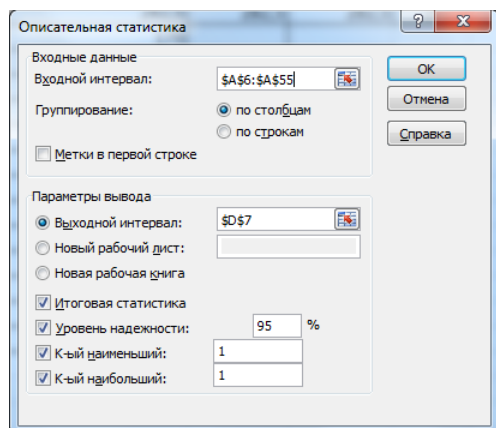 Описательная статистика
Входные данные
Входной интервал: $A$6:$A$55
Группирование: по столбцам
по строкам
Метки в первой строке
OK
Отмена
Справка
Параметры вывода
Выходной интервал: $D$7
Новый рабочий лист:
Новая рабочая книга
Итоговая статистика
Уровень надежности: 95 %
К-ый наименьший: 1
К-ый наибольший: 1